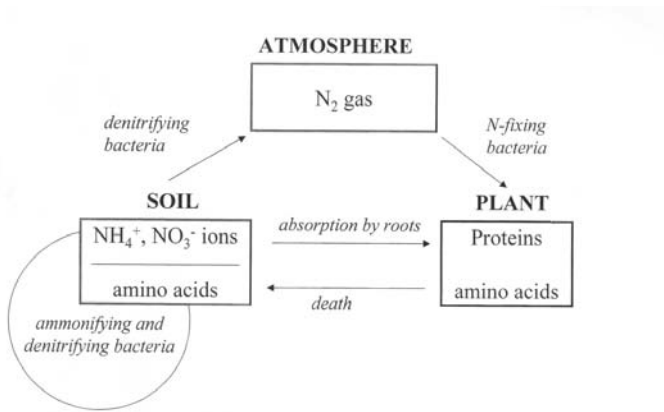 ATMOSPHERE
N₂ gas
denitrifying
bacteria
N-fixing
bacteria
SOIL
PLANT
NH₄⁺, NO₃⁻ ions
absorption by roots
Proteins
amino acids
death
amino acids
ammonifying and
denitrifying bacteria